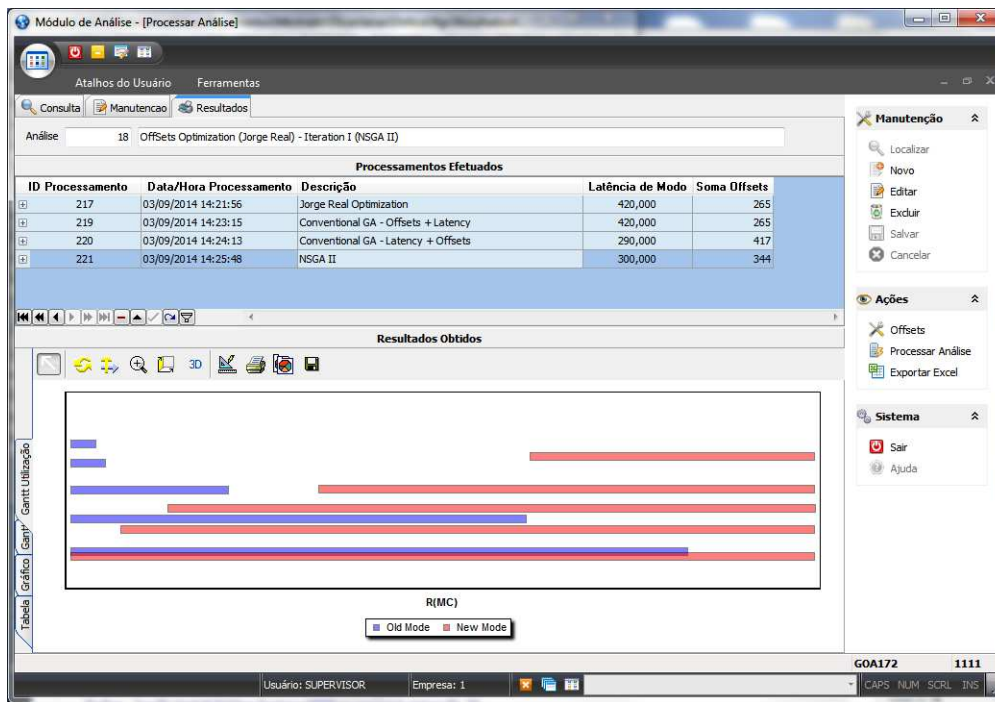 Módulo de Análise - [Processar Análise]
Atalhos do Usuário Ferramentas
Consulta Manutencao Resultados
Análise 18 OffSets Optimization (Jorge Real) - Iteration I (NSGA II)
Processamentos Efetuados
ID Processamento Data/Hora Processamento Descrição Latência de Modo Soma Offsets
217 03/09/2014 14:21:56 Jorge Real Optimization 420,000 265
219 03/09/2014 14:23:15 Conventional GA - Offsets + Latency 420,000 265
220 03/09/2014 14:24:13 Conventional GA - Latency + Offsets 290,000 417
221 03/09/2014 14:25:48 NSGA II 300,000 344
Resultados Obtidos
3D
Gantt Utilização
Gantt
Gráfico
Tabela
R(MC)
Old Mode New Mode
Manutenção
Localizar
Novo
Editar
Excluir
Salvar
Cancelar
Ações
Offsets
Processar Análise
Exportar Excel
Sistema
Sair
Ajuda
GOA172 1111
Usuário: SUPERVISOR Empresa: 1 CAPS NUM SCRL INS